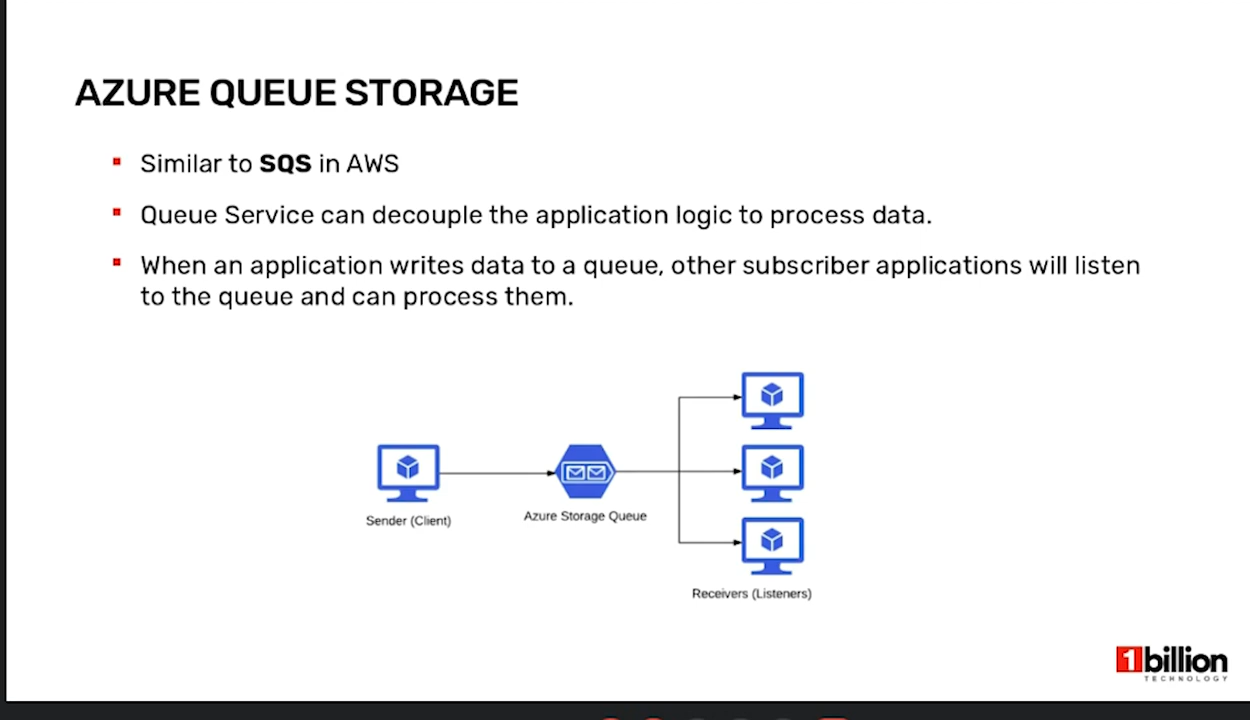 AZURE QUEUE STORAGE
Similar to SQS in AWS
Queue Service can decouple the application logic to process data.
When an application writes data to a queue, other subscriber applications will listen
to the queue and can process them.
Sender (Client)
Azure Storage Queue
Receivers (Listeners)
1billion
TECHNOLOGY